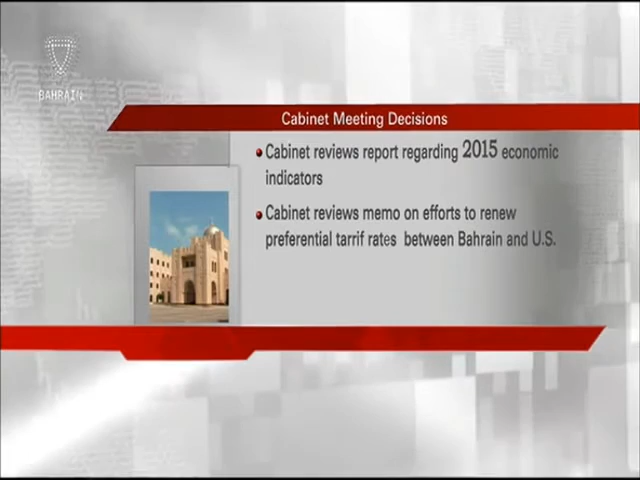 BAHRAIN
Cabinet Meeting Decisions
Cabinet reviews report regarding 2015 economic
indicators
Cabinet reviews memo on efforts to renew
preferential tarrif rates between Bahrain and U.S.